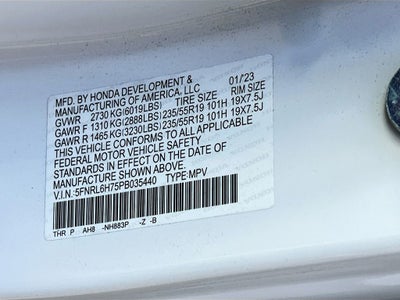 MFD. BY HONDA DEVELOPMENT & 01/'23
MANUFACTURING OF AMERICA, LLC RIM SIZE
GVWR 2730 KG(6019LBS) TIRE SIZE 19X7.5J
GAWR F 1310 KG(2888LBS) 235/55R19 101H 19X7.5J
GAWR R 1465 KG(3230LBS) 235/55R19 101H
THIS VEHICLE CONFORMS TO ALL APPLICABLE
FEDERAL MOTOR VEHICLE SAFETY
STANDARDS IN EFFECT ON THE DATE OF
MANUFACTURE SHOWN ABOVE.
V.I.N.:5FNRL6H75PB035440 TYPE:MPV
THR P AH8 -NH883P -Z -B